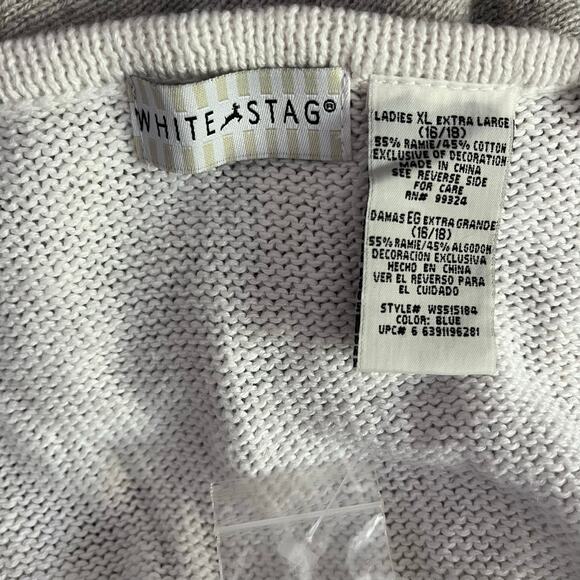 WHITE STAG®
LADIES XL EXTRA LARGE
(16/18)
55% RAMIE/45% COTTON
EXCLUSIVE OF DECORATION
MADE IN CHINA
SEE REVERSE SIDE
FOR CARE
RN# 99324
DAMAS EG EXTRA GRANDE
(16/18)
55% RAMIE/45% ALGODON
DECORACION EXCLUSIVE
HECHO EN CHINA
VER EL REVERSO PARA
EL CUIDADO
STYLE# WS515184
COLOR: BLUE
UPC# 6 6391196281